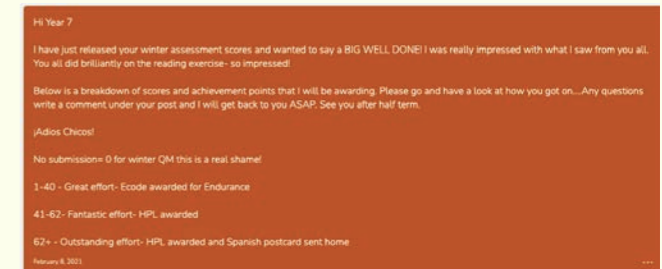 Hi Year 7
I have just released your winter assessment scores and wanted to say a BIG WELL DONE! I was really impressed with what I saw from you all.
You all did brilliantly on the reading exercise- so impressed!
Below is a breakdown of scores and achievement points that I will be awarding. Please go and have a look at how you got on....Any questions
write a comment under your post and I will get back to you ASAP. See you after half term.
¡Adios Chicos!
No submission= 0 for winter QM this is a real shame!
1-40 - Great effort- Ecode awarded for Endurance
41-62- Fantastic effort- HPL awarded
62+ - Outstanding effort- HPL awarded and Spanish postcard sent home
February 8, 2021